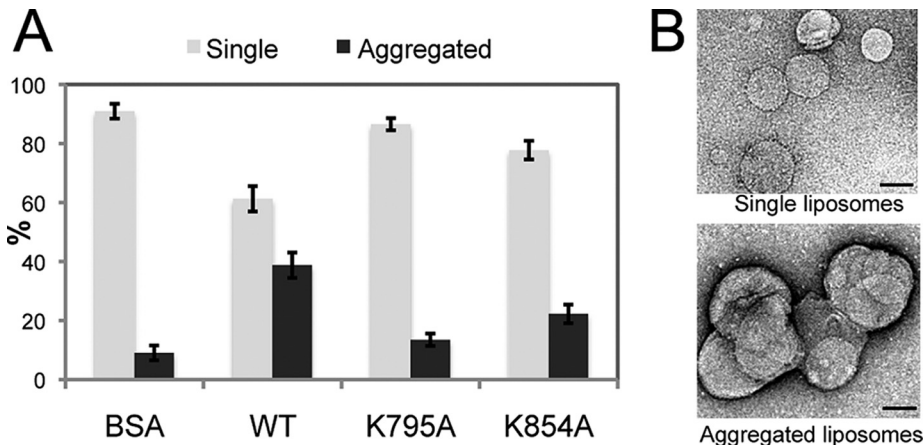 A
B
Single
Aggregated
100
80
60
40
20
0
%
BSA
WT
K795A
K854A
Single liposomes
Aggregated liposomes